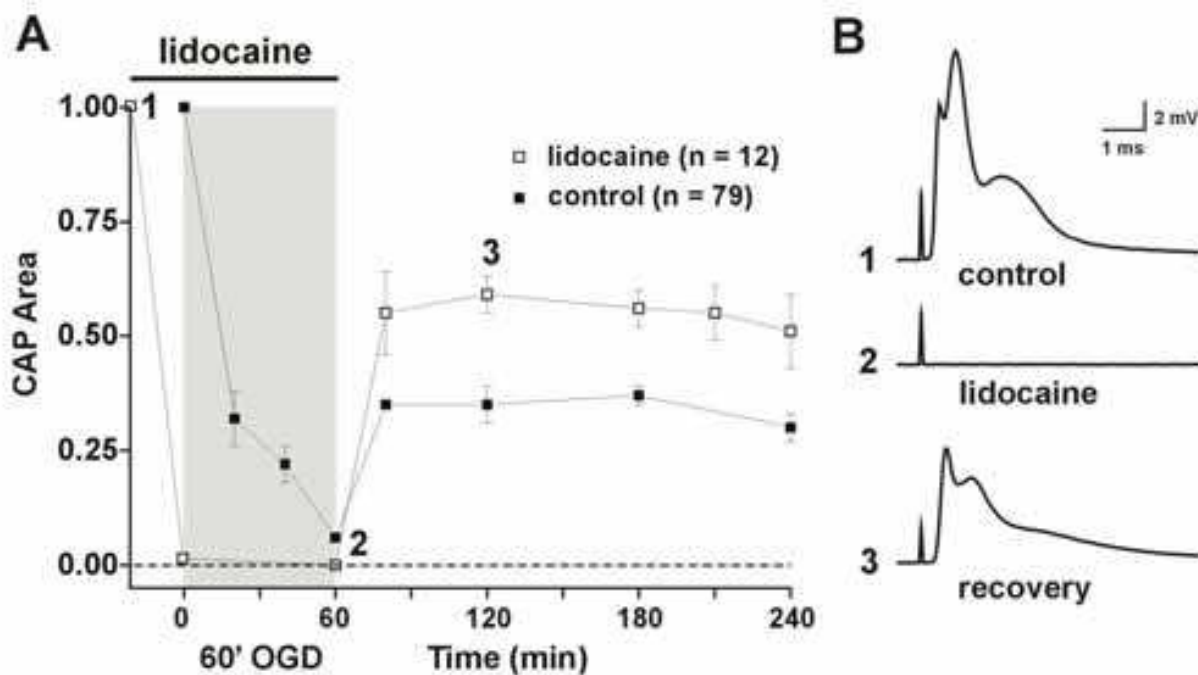 A
lidocaine
1.00
1
0.75
0.50
0.25
0.00
CAP Area
lidocaine (n = 12)
control (n = 79)
3
2
0 60 120 180 240
60' OGD
Time (min)
B
2 mV
1 ms
1
control
2
lidocaine
3
recovery